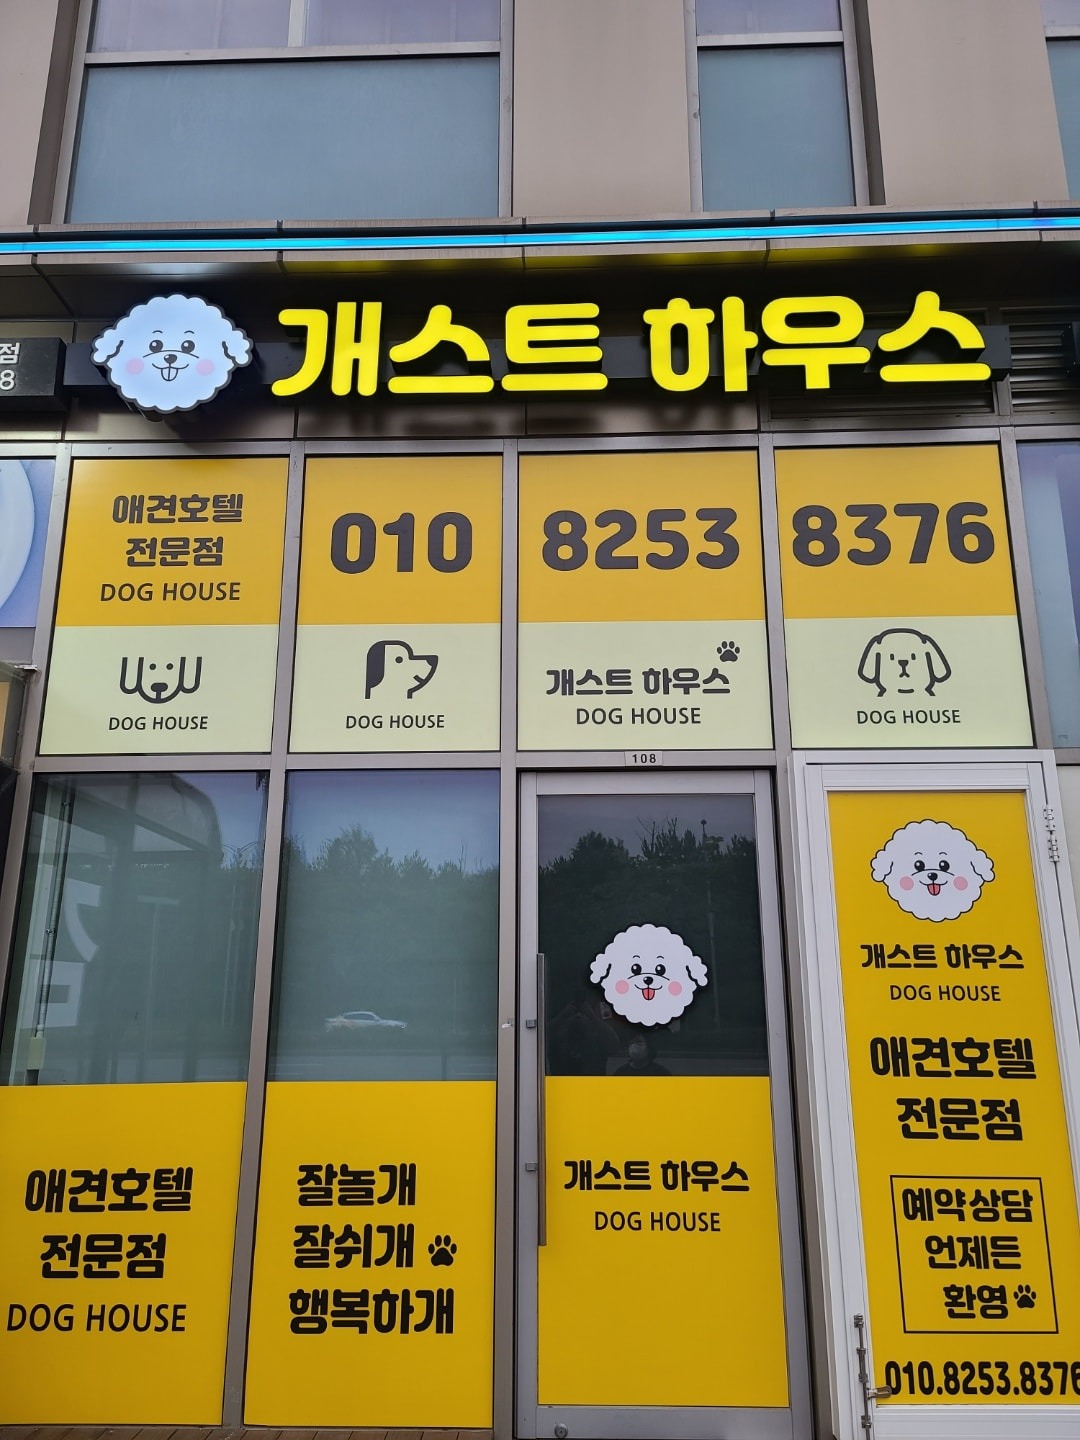 점
8
개스트 하우스
애견호텔
전문점
DOG HOUSE
010
8253
8376
DOG HOUSE
DOG HOUSE
개스트 하우스
DOG HOUSE
DOG HOUSE
108
개스트 하우스
DOG HOUSE
애견호텔
전문점
예약상담
언제든
환영
010.8253.8376
애견호텔
전문점
DOG HOUSE
잘놀개
잘쉬개
행복하개
개스트 하우스
DOG HOUSE